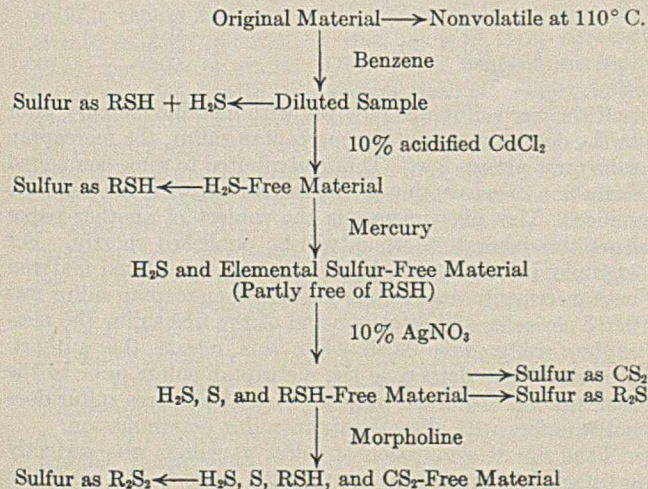 Original Material ⟶ Nonvolatile at 110° C.
Benzene
Sulfur as RSH + H₂S ⟵ Diluted Sample
10% acidified CdCl₂
Sulfur as RSH ⟵ H₂S-Free Material
Mercury
H₂S and Elemental Sulfur-Free Material
(Partly free of RSH)
10% AgNO₃
⟶ Sulfur as CS₂
H₂S, S, and RSH-Free Material ⟶ Sulfur as R₂S
Morpholine
Sulfur as R₂S₂ ⟵ H₂S, S, RSH, and CS₂-Free Material